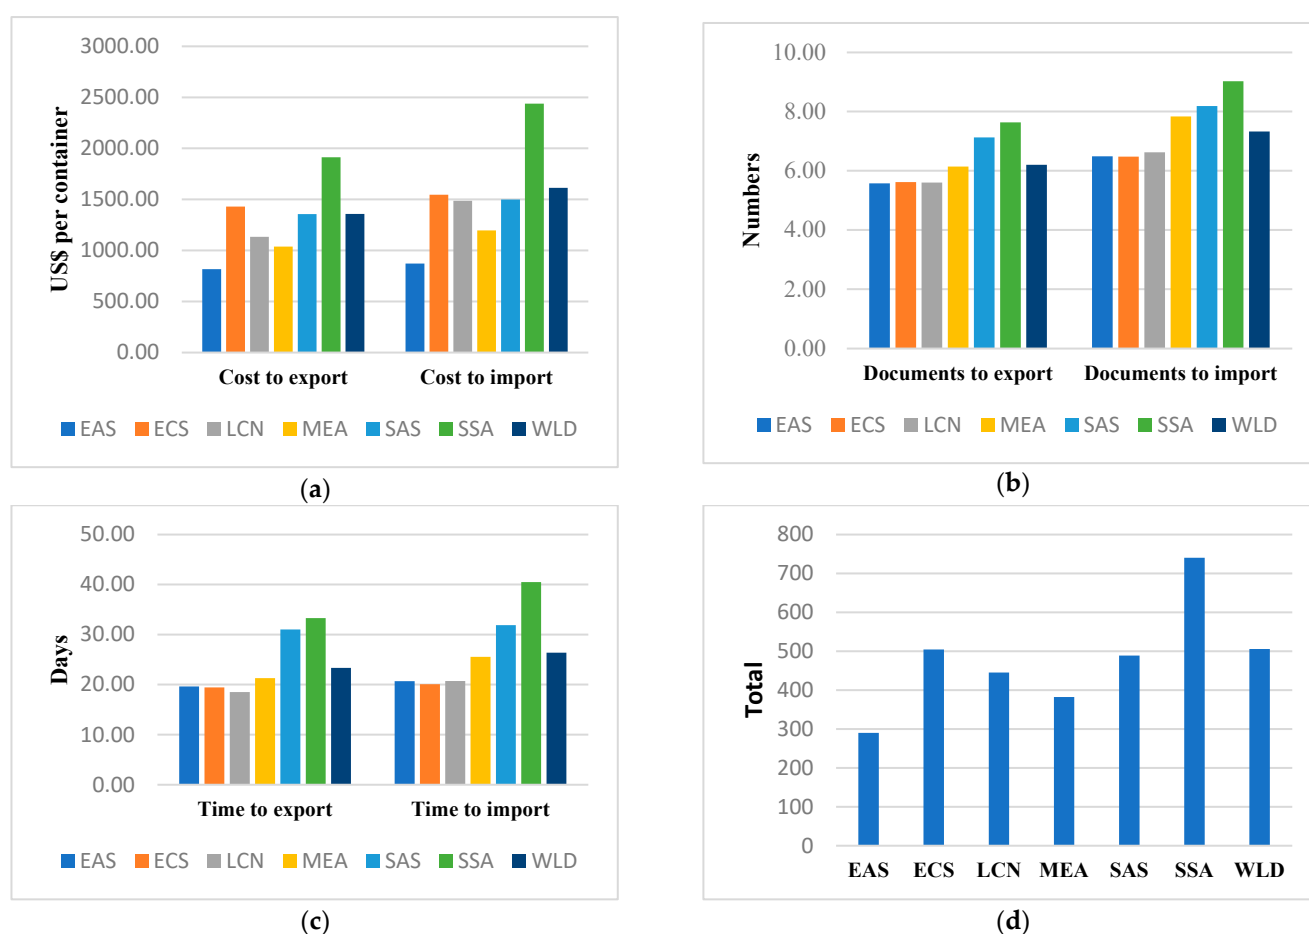 3000.00
2500.00
2000.00
1500.00
1000.00
500.00
0.00
US$ per container
Cost to export
Cost to import
EAS ECS LCN MEA SAS SSA WLD
(a)
10.00
8.00
6.00
4.00
2.00
0.00
Numbers
Documents to export
Documents to import
EAS ECS LCN MEA SAS SSA WLD
(b)
50.00
40.00
30.00
20.00
10.00
0.00
Days
Time to export
Time to import
EAS ECS LCN MEA SAS SSA WLD
(c)
800
700
600
500
400
300
200
100
0
Total
EAS ECS LCN MEA SAS SSA WLD
(d)